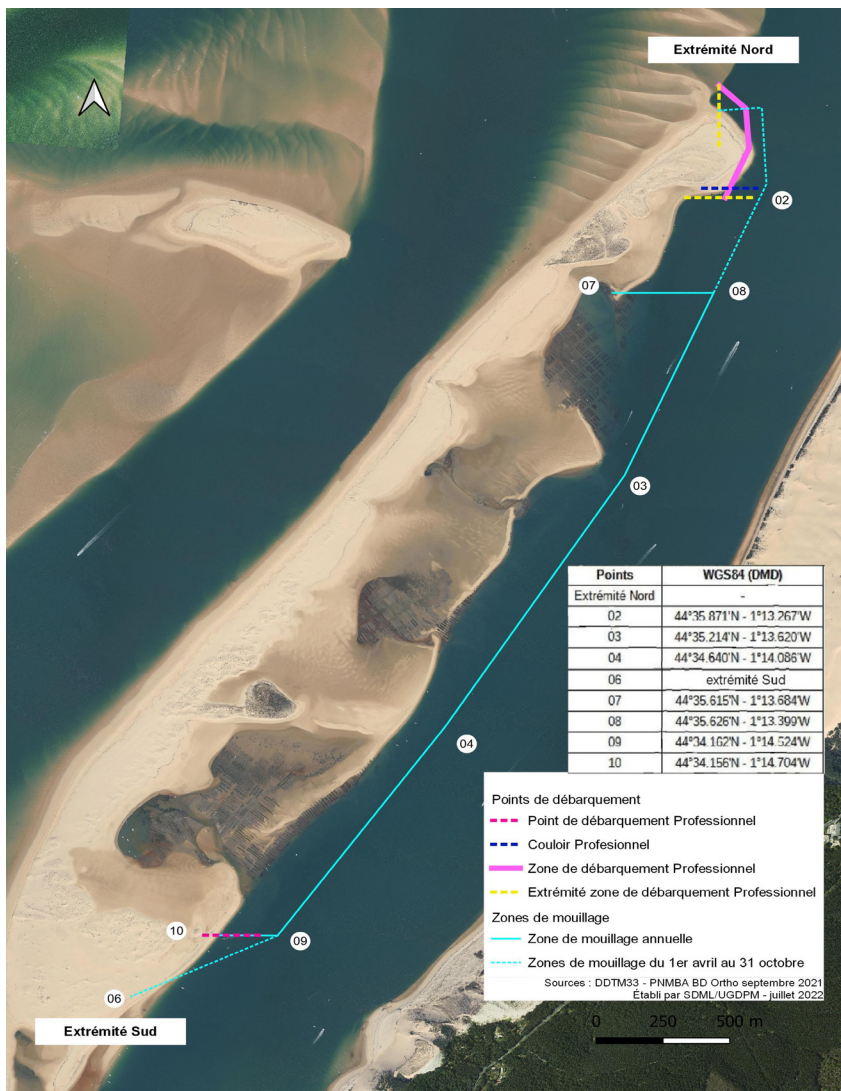 Extrémité Nord
02
07
08
03
Points WGS84 (DMD)
Extrémité Nord -
02 44°35.871'N - 1°13.267'W
03 44°35.214'N - 1°13.620'W
04 44°34.640'N - 1°14.086'W
06 extrémité Sud
07 44°35.615'N - 1°13.684'W
08 44°35.626'N - 1°13.399'W
09 44°34.162'N - 1°14.524'W
10 44°34.156'N - 1°14.704'W
04
Points de débarquement
Point de débarquement Professionnel
Couloir Profesionnel
Zone de débarquement Professionnel
Extrémité zone de débarquement Professionnel
Zones de mouillage
Zone de mouillage annuelle
Zones de mouillage du 1er avril au 31 octobre
Sources : DDTM33 - PNMBA BD Ortho septembre 2021
Établi par SDML/UGDPM - juillet 2022
10
09
06
Extrémité Sud
0 250 500 m